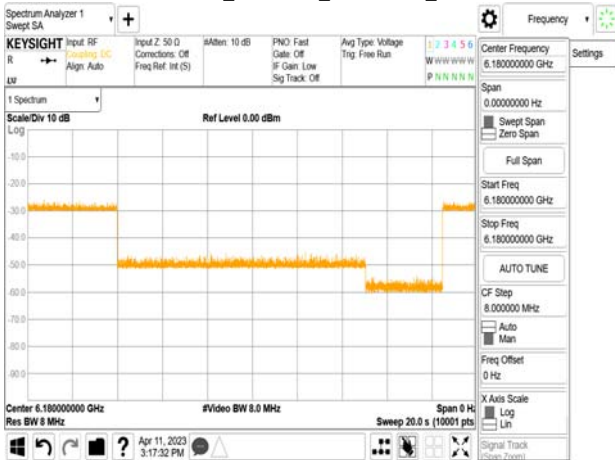 Spectrum Analyzer 1
Swept SA
+
Frequency
KEYSIGHT
R
LXI
Input: RF
Coupling: DC
Align: Auto
Input Z: 50 Ω
Corrections: Off
Freq Ref: Int (S)
#Atten: 10 dB
PNO: Fast
Gate: Off
IF Gain: Low
Sig Track: Off
Avg Type: Voltage
Trig: Free Run
1 2 3 4 5 6
W W W W W W
P N N N N N
Center Frequency
6.180000000 GHz
Settings
Span
0.00000000 Hz
Swept Span
Zero Span
Full Span
Start Freq
6.180000000 GHz
Stop Freq
6.180000000 GHz
AUTO TUNE
CF Step
8.000000 MHz
Auto
Man
Freq Offset
0 Hz
X Axis Scale
Log
Lin
Signal Track
(Span Zoom)
1 Spectrum
Scale/Div 10 dB
Ref Level 0.00 dBm
Log
-10.0
-20.0
-30.0
-40.0
-50.0
-60.0
-70.0
-80.0
-90.0
Center 6.180000000 GHz
#Video BW 8.0 MHz
Span 0 Hz
Res BW 8 MHz
Sweep 20.0 s (10001 pts)
?
Apr 11, 2023
3:17:32 PM